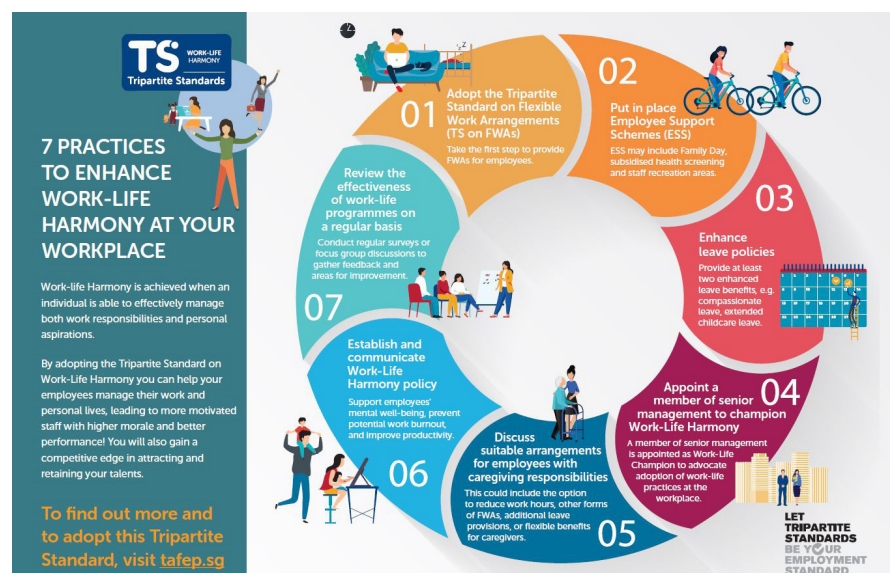 TS WORK-LIFE
HARMONY
Tripartite Standards
7 PRACTICES
TO ENHANCE
WORK-LIFE
HARMONY AT YOUR
WORKPLACE
Work-life Harmony is achieved when an
individual is able to effectively manage
both work responsibilities and personal
aspirations.
By adopting the Tripartite Standard on
Work-Life Harmony you can help your
employees manage their work and
personal lives, leading to more motivated
staff with higher morale and better
performance! You will also gain a
competitive edge in attracting and
retaining your talents.
To find out more and
to adopt this Tripartite
Standard, visit tafep.sg
01
Adopt the Tripartite
Standard on Flexible
Work Arrangements
(TS on FWAs)
Take the first step to provide
FWAs for employees.
02
Put in place
Employee Support
Schemes (ESS)
ESS may include Family Day,
subsidised health screening
and staff recreation areas.
03
Enhance
leave policies
Provide at least
two enhanced
leave benefits, e.g.
compassionate
leave, extended
childcare leave.
04
Appoint a
member of senior
management to champion
Work-Life Harmony
A member of senior management
is appointed as Work-Life
Champion to advocate
adoption of work-life
practices at the
workplace.
05
Discuss
suitable arrangements
for employees with
caregiving responsibilities
This could include the option
to reduce work hours, other forms
of FWAs, additional leave
provisions, or flexible benefits
for caregivers.
06
Establish and
communicate
Work-Life
Harmony policy
Support employees'
mental well-being, prevent
potential work burnout,
and improve productivity.
07
Review the
effectiveness
of work-life
programmes on
a regular basis
Conduct regular surveys or
focus group discussions to
gather feedback and
areas for improvement.
LET
TRIPARTITE
STANDARDS
BE YOUR
EMPLOYMENT
STANDARD